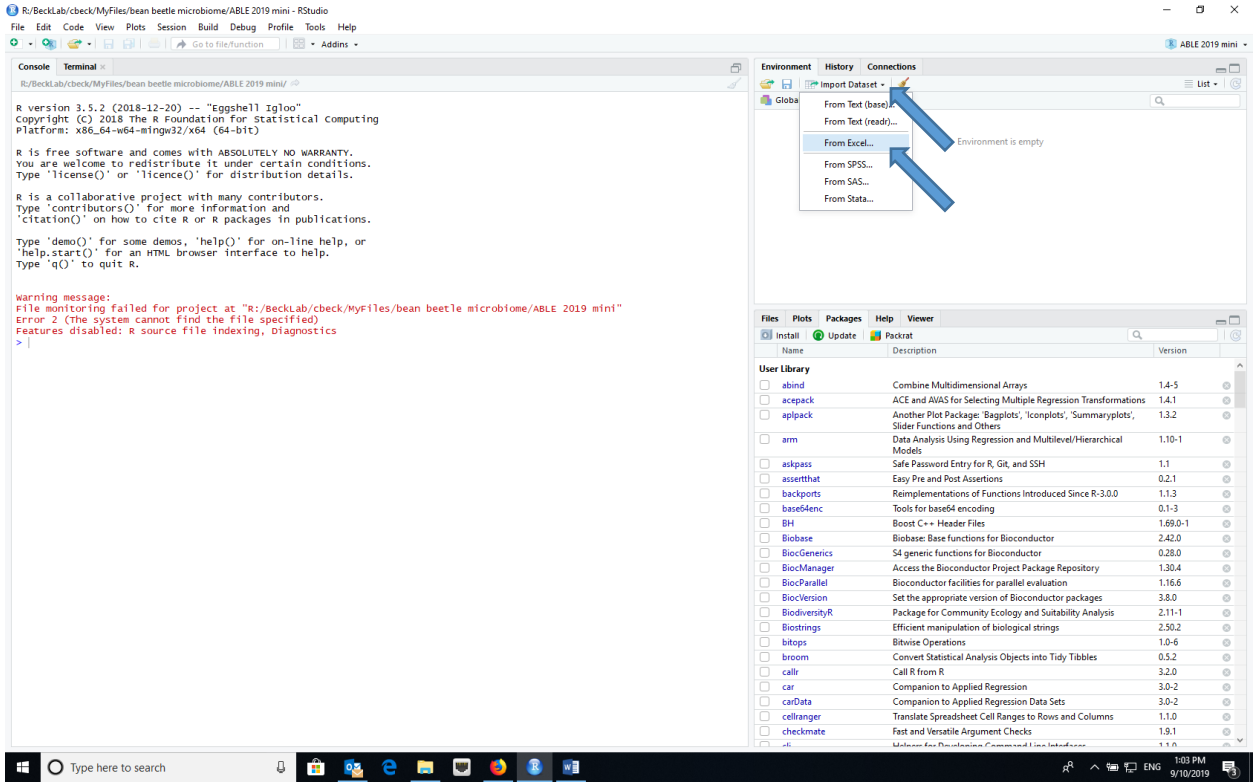 R:/BeckLab/cbeck/MyFiles/bean beetle microbiome/ABLE 2019 mini - RStudio
File Edit Code View Plots Session Build Debug Profile Tools Help
Go to file/function Addins ABLE 2019 mini
Console Terminal
R:/BeckLab/cbeck/MyFiles/bean beetle microbiome/ABLE 2019 mini/
R version 3.5.2 (2018-12-20) -- "Eggshell Igloo"
Copyright (C) 2018 The R Foundation for Statistical Computing
Platform: x86_64-w64-mingw32/x64 (64-bit)
R is free software and comes with ABSOLUTELY NO WARRANTY.
You are welcome to redistribute it under certain conditions.
Type 'license()' or 'licence()' for distribution details.
R is a collaborative project with many contributors.
Type 'contributors()' for more information and
'citation()' on how to cite R or R packages in publications.
Type 'demo()' for some demos, 'help()' for on-line help, or
'help.start()' for an HTML browser interface to help.
Type 'q()' to quit R.
Warning message:
File monitoring failed for project at "R:/BeckLab/cbeck/MyFiles/bean beetle microbiome/ABLE 2019 mini"
Error 2 (The system cannot find the file specified)
Features disabled: R source file indexing, Diagnostics
>
Environment History Connections
Import Dataset List
Globa
From Text (base)...
From Text (readr)...
From Excel...
From SPSS...
From SAS...
From Stata...
Environment is empty
Files Plots Packages Help Viewer
Install Update Packrat
Name Description Version
User Library
abind Combine Multidimensional Arrays 1.4-5
acepack ACE and AVAS for Selecting Multiple Regression Transformations 1.4.1
aplpack Another Plot Package: 'Bagplots', 'Iconplots', 'Summaryplots', 1.3.2
Slider Functions and Others
arm Data Analysis Using Regression and Multilevel/Hierarchical 1.10-1
Models
askpass Safe Password Entry for R, Git, and SSH 1.1
assertthat Easy Pre and Post Assertions 0.2.1
backports Reimplementations of Functions Introduced Since R-3.0.0 1.1.3
base64enc Tools for base64 encoding 0.1-3
BH Boost C++ Header Files 1.69.0-1
Biobase Biobase: Base functions for Bioconductor 2.42.0
BiocGenerics S4 generic functions for Bioconductor 0.28.0
BiocManager Access the Bioconductor Project Package Repository 1.30.4
BiocParallel Bioconductor facilities for parallel evaluation 1.16.6
BiocVersion Set the appropriate version of Bioconductor packages 3.8.0
BiodiversityR Package for Community Ecology and Suitability Analysis 2.11-1
Biostrings Efficient manipulation of biological strings 2.50.2
bitops Bitwise Operations 1.0-6
broom Convert Statistical Analysis Objects into Tidy Tibbles 0.5.2
callr Call R from R 3.2.0
car Companion to Applied Regression 3.0-2
carData Companion to Applied Regression Data Sets 3.0-2
cellranger Translate Spreadsheet Cell Ranges to Rows and Columns 1.1.0
checkmate Fast and Versatile Argument Checks 1.9.1
cli Helpers for Developing Command Line Interfaces 1.1.0
Type here to search
ENG
1:03 PM
9/10/2019